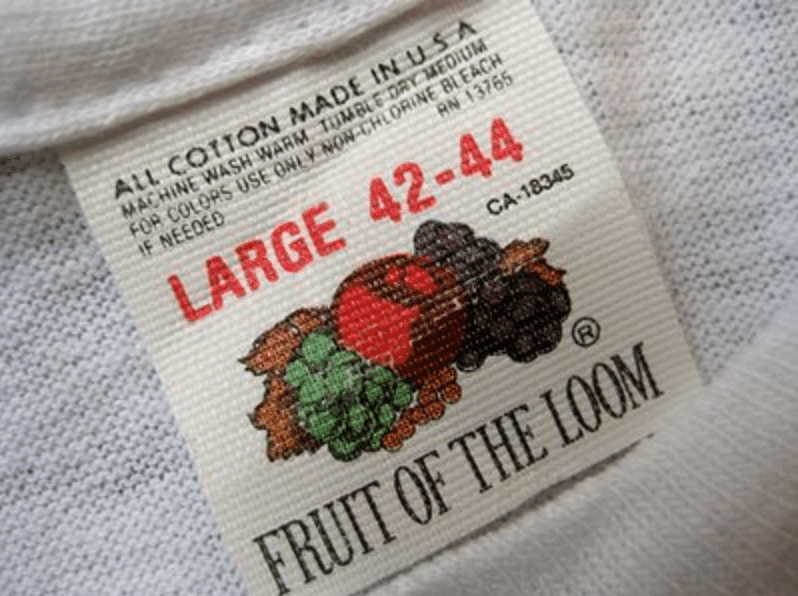 ALL COTTON MADE IN U S A
MACHINE WASH WARM. TUMBLE DRY MEDIUM
FOR COLORS USE ONLY NON-CHLORINE BLEACH
IF NEEDED
RN 13765
LARGE 42-44
CA-18345
®
FRUIT OF THE LOOM